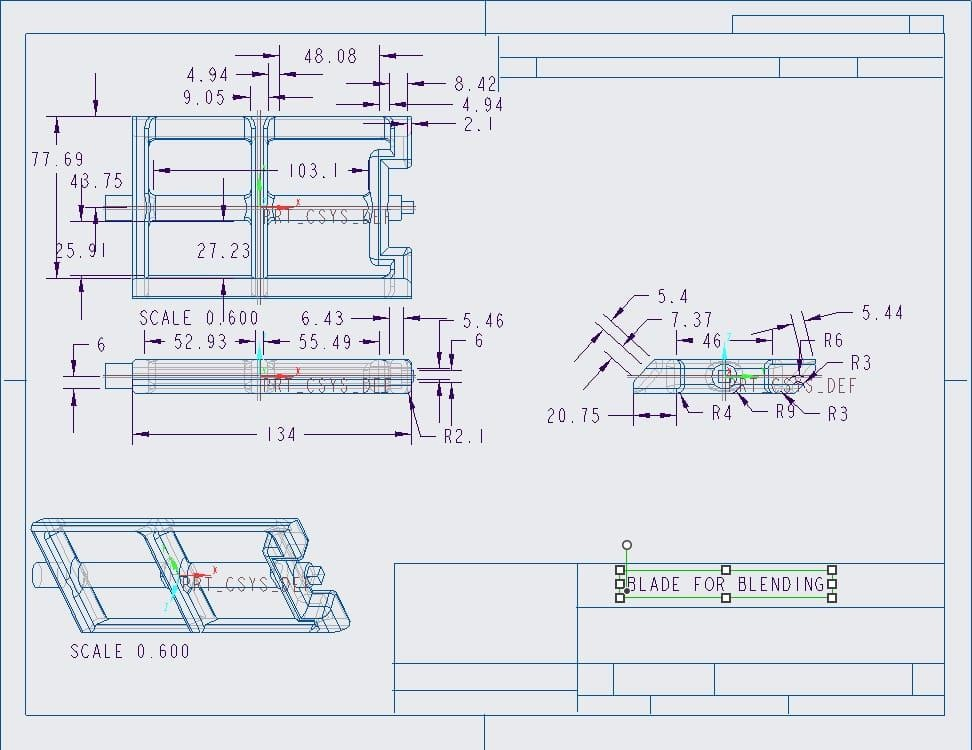 48.08
4.94
8.42
9.05
4.94
2.1
77.69
103.1
43.75
x
PRT_CSYS_DEF
25.91
27.23
SCALE 0.600
6.43
5.46
6
52.93
55.49
6
x
PRT_CSYS_DEF
134
R2.1
5.4
5.44
7.37
46
R6
R3
PRT_CSYS_DEF
20.75
R4
R9
R3
x
PRT_CSYS_DEF
SCALE 0.600
BLADE FOR BLENDING